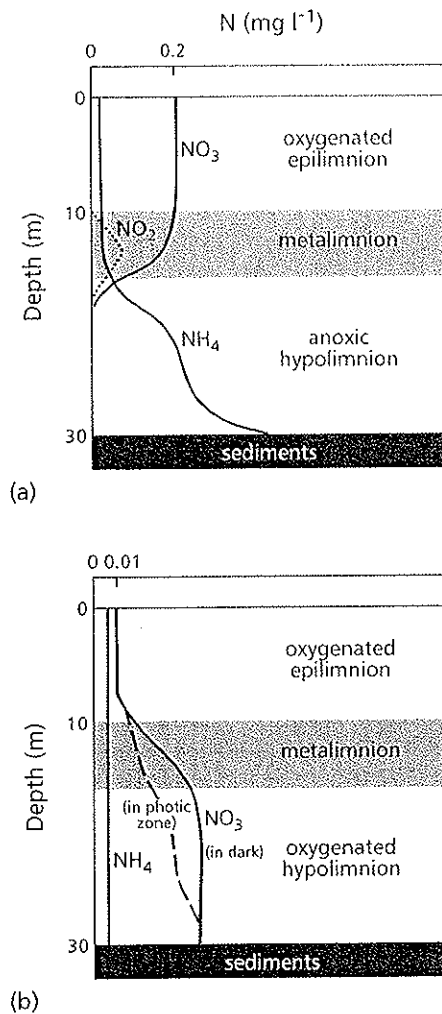 N (mg l⁻¹)
0 0.2
0
NO₃
oxygenated
epilimnion
10
NO₂
metalimnion
Depth (m)
NH₄
anoxic
hypolimnion
30
sediments
(a)
0 0.01
0
oxygenated
epilimnion
10
metalimnion
Depth (m)
(in photic
zone)
NO₃
(in dark)
NH₄
oxygenated
hypolimnion
30
sediments
(b)